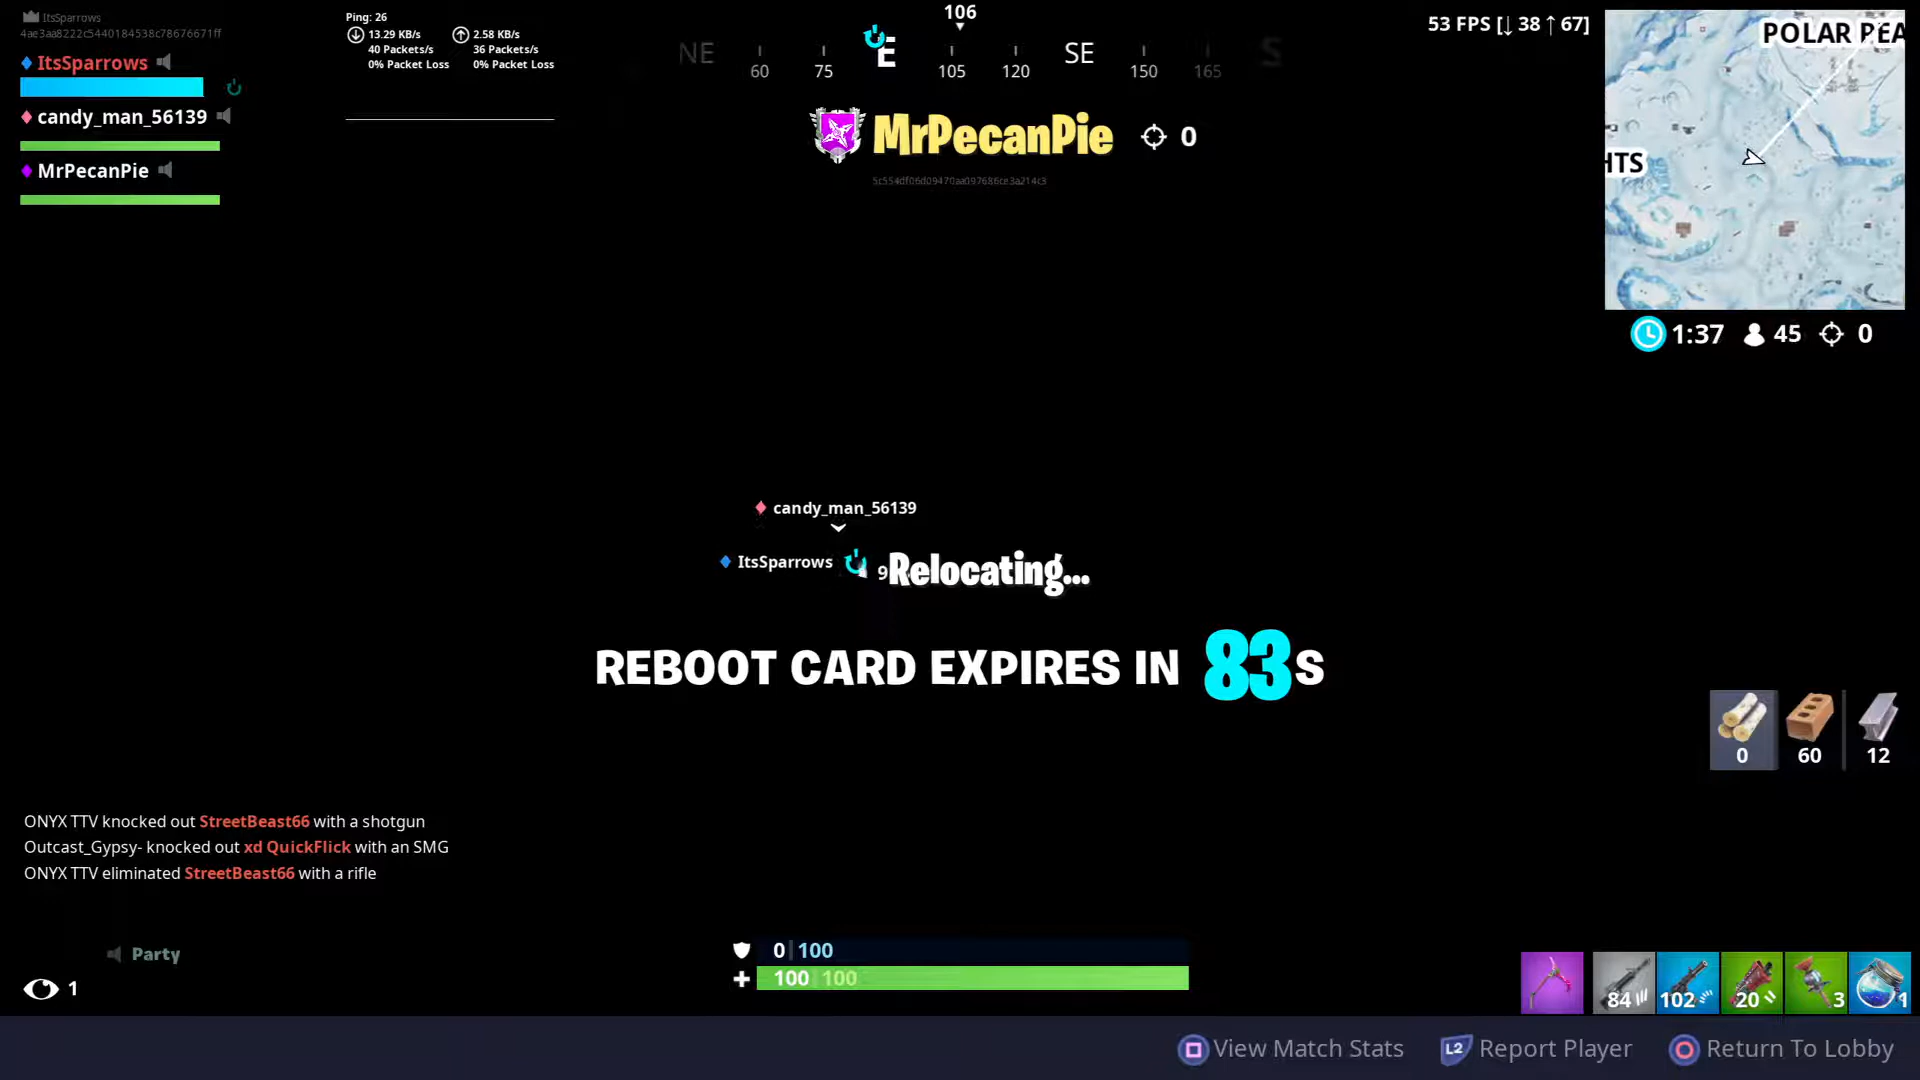 ItsSparrows
4ae3aa8222c5440184538c78676671ff
ItsSparrows
candy_man_56139
MrPecanPie
Ping: 26
13.29 KB/s 2.58 KB/s
40 Packets/s 36 Packets/s
0% Packet Loss 0% Packet Loss
106
NE 60 75 E 105 120 SE 150 165 S
MrPecanPie 0
5c554df06d09470aa097686ce3a214c3
53 FPS [↓ 38 ↑ 67]
POLAR PEA
HTS
1:37 45 0
candy_man_56139
ItsSparrows 9
Relocating...
REBOOT CARD EXPIRES IN 83S
0 60 12
ONYX TTV knocked out StreetBeast66 with a shotgun
Outcast_Gypsy- knocked out xd QuickFlick with an SMG
ONYX TTV eliminated StreetBeast66 with a rifle
Party
1
0 | 100
100 | 100
84 102 20 3 1
View Match Stats L2 Report Player Return To Lobby